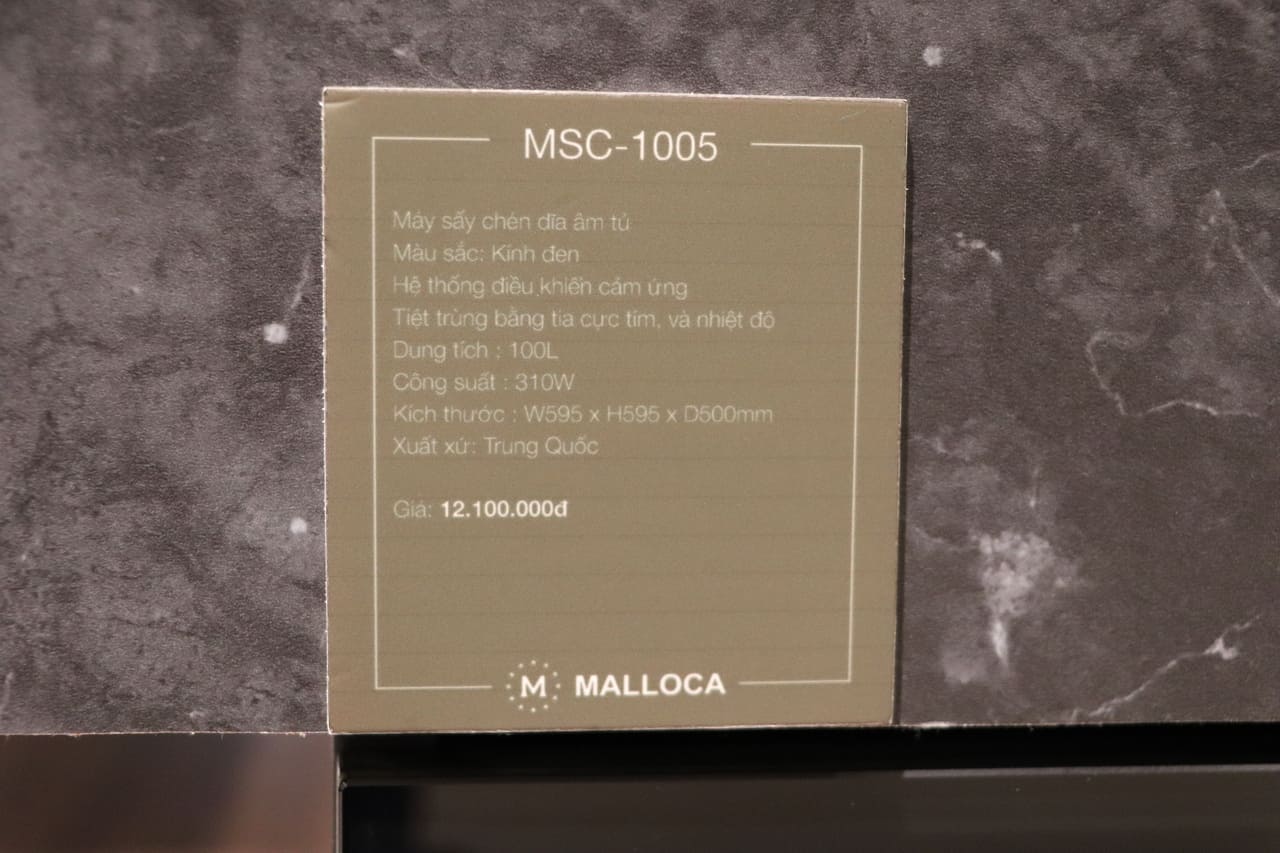 MSC-1005
Máy sấy chén dĩa âm tủ
Màu sắc: Kính đen
Hệ thống điều khiển cảm ứng
Tiệt trùng bằng tia cực tím, và nhiệt độ
Dung tích : 100L
Công suất : 310W
Kích thước : W595 x H595 x D500mm
Xuất xứ: Trung Quốc
Giá: 12.100.000đ
M MALLOCA